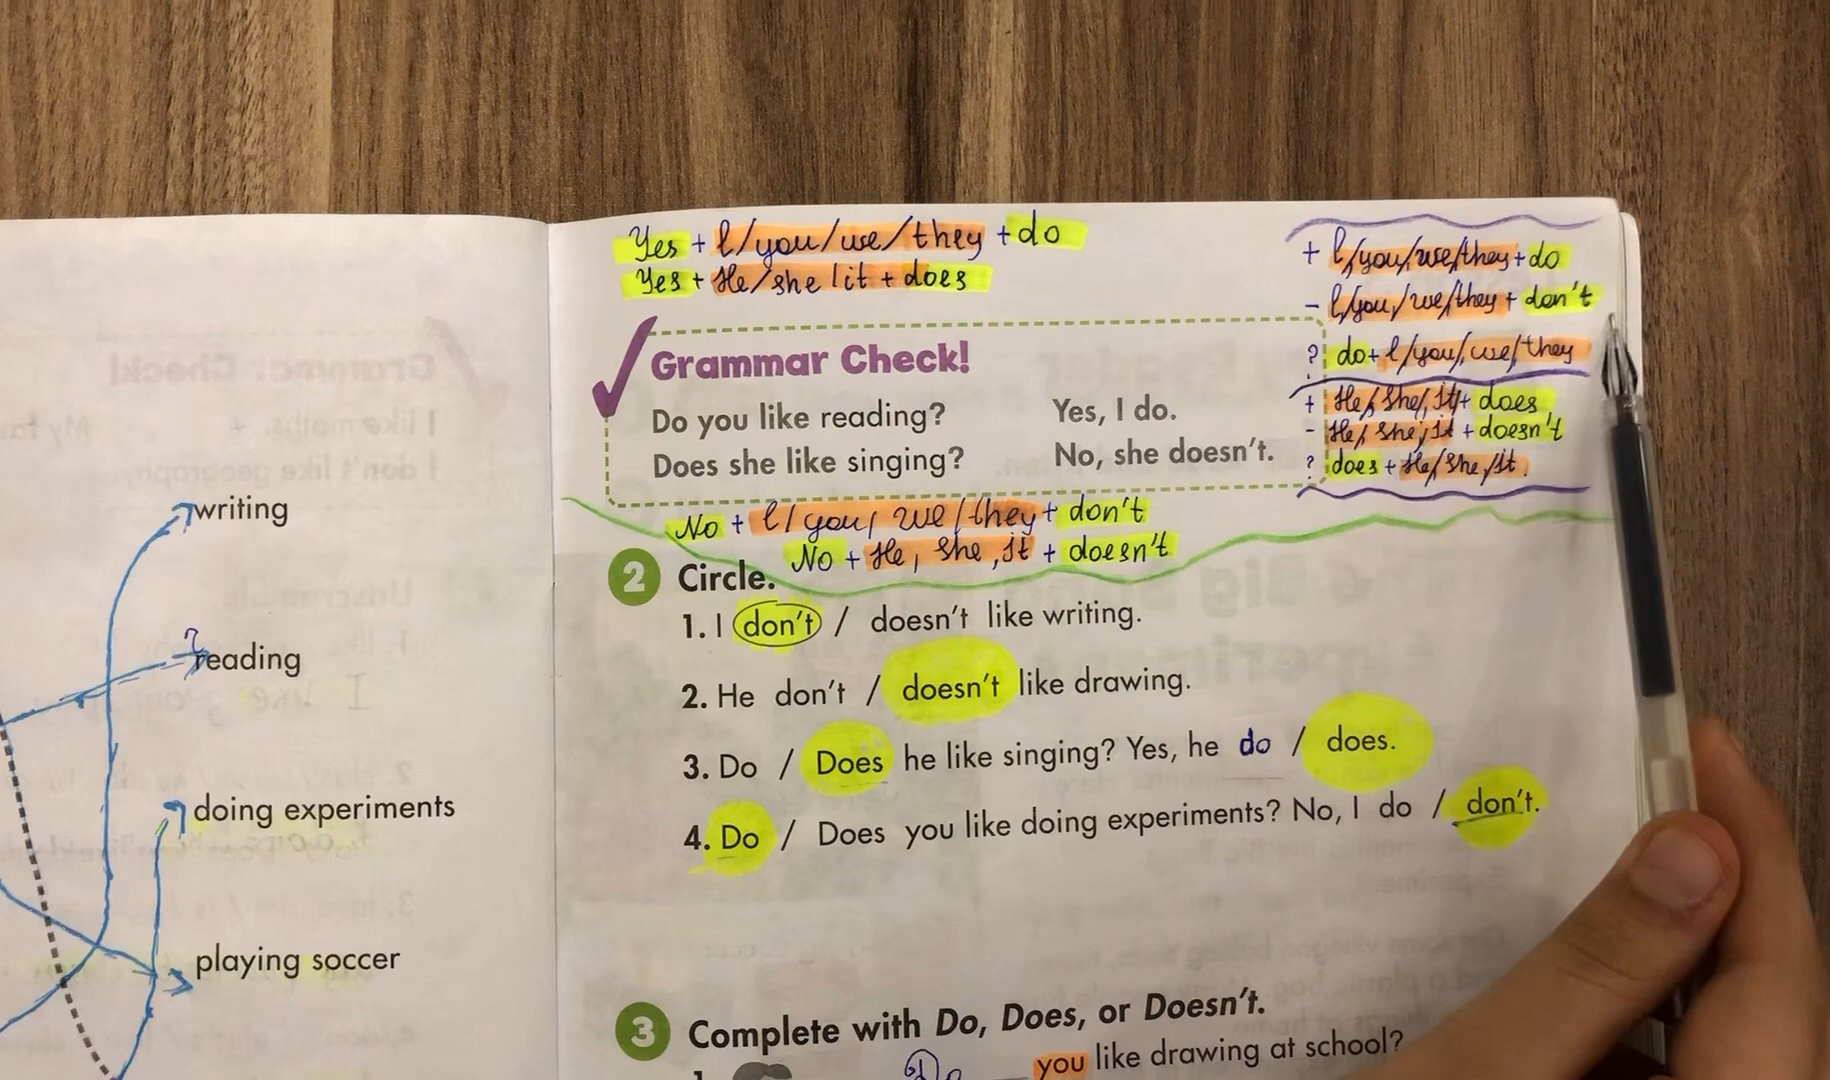 Yes + I/you/we/they + do
Yes + He/she/it + does
+ I/you/we/they + do
- I/you/we/they + don't
? do + I/you/we/they
+ He, She, It + does
- He, She, It + doesn't
? does + He/She/It.
Grammar Check!
Do you like reading? Yes, I do.
Does she like singing? No, she doesn't.
No + I/you, we/they + don't
No + He, She, It + doesn't
writing
reading
doing experiments
playing soccer
2 Circle.
1. I don't / doesn't like writing.
2. He don't / doesn't like drawing.
3. Do / Does he like singing? Yes, he do / does.
4. Do / Does you like doing experiments? No, I do / don't.
3 Complete with Do, Does, or Doesn't.
1. Do you like drawing at school?